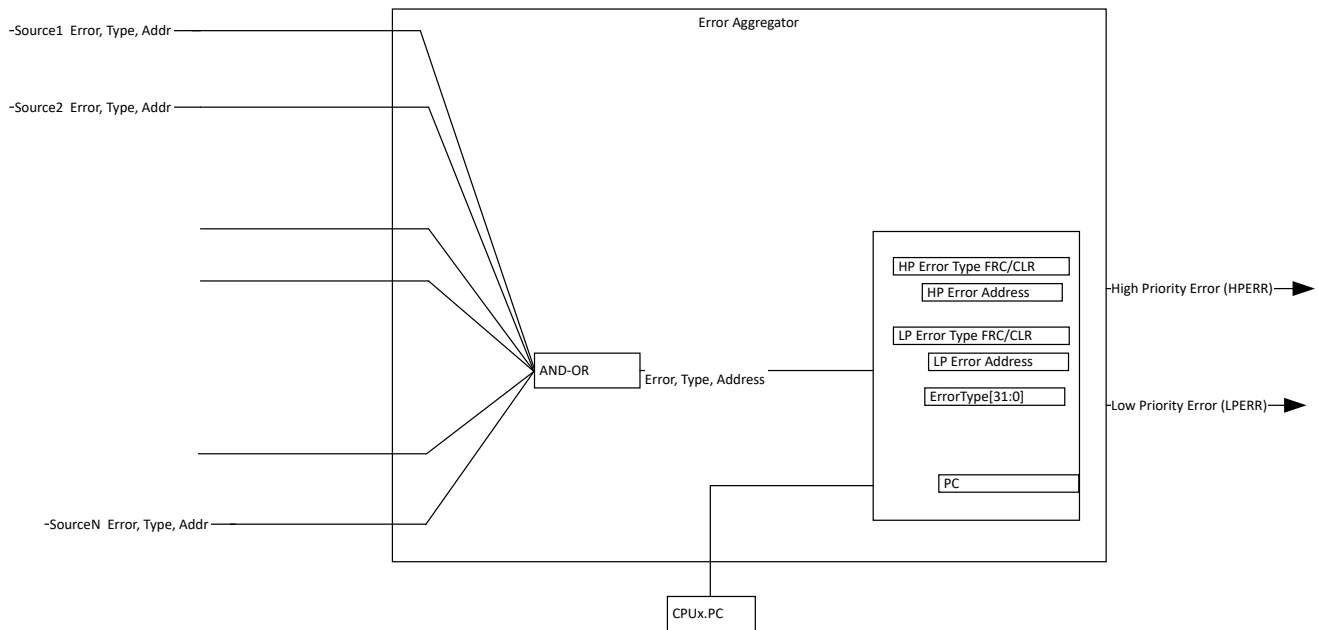 Error Aggregator
Source1 Error, Type, Addr
Source2 Error, Type, Addr
HP Error Type FRC/CLR
HP Error Address
High Priority Error (HPERR)
LP Error Type FRC/CLR
LP Error Address
AND-OR
Error, Type, Address
ErrorType[31:0]
Low Priority Error (LPERR)
PC
SourceN Error, Type, Addr
CPUx.PC